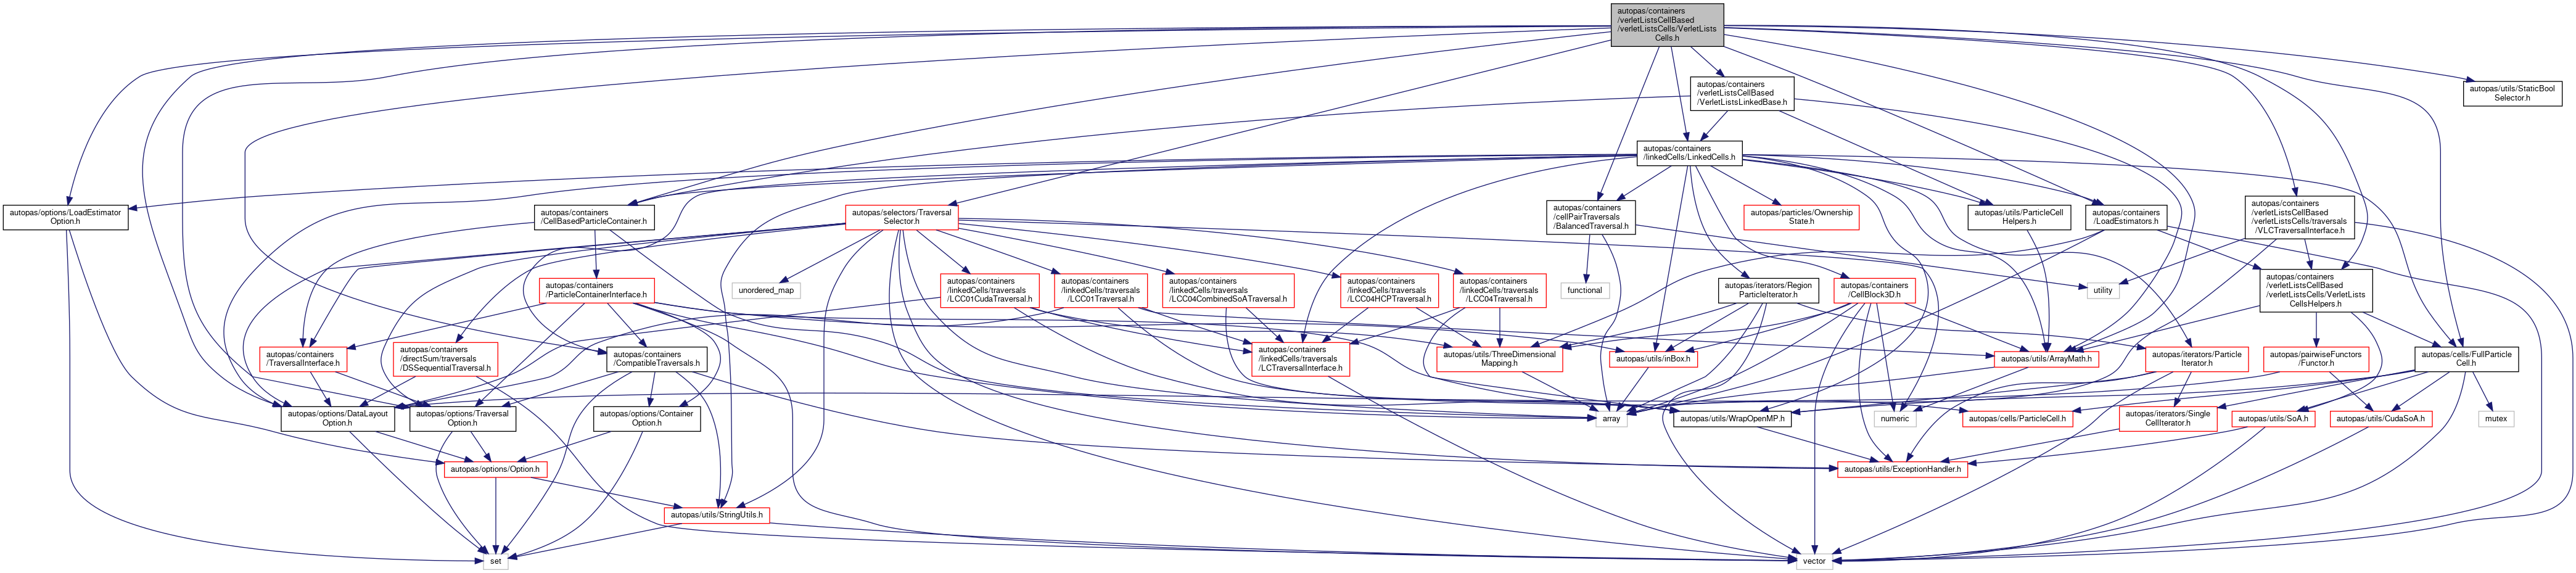 autopas/containers
/verletListsCellBased
/verletListsCells/VerletLists
Cells.h
autopas/containers
/verletListsCellBased
/VerletListsLinkedBase.h
autopas/utils/StaticBool
Selector.h
autopas/containers
/linkedCells/LinkedCells.h
autopas/options/LoadEstimator
Option.h
autopas/containers
/CellBasedParticleContainer.h
autopas/selectors/Traversal
Selector.h
autopas/containers
/cellPairTraversals
/BalancedTraversal.h
autopas/particles/Ownership
State.h
autopas/utils/ParticleCell
Helpers.h
autopas/containers
/LoadEstimators.h
autopas/containers
/verletListsCellBased
/verletListsCells/traversals
/VLCTraversalInterface.h
autopas/containers
/ParticleContainerInterface.h
unordered_map
autopas/containers
/linkedCells/traversals
/LCC01CudaTraversal.h
autopas/containers
/linkedCells/traversals
/LCC01Traversal.h
autopas/containers
/linkedCells/traversals
/LCC04CombinedSoATraversal.h
autopas/containers
/linkedCells/traversals
/LCC04HCPTraversal.h
autopas/containers
/linkedCells/traversals
/LCC04Traversal.h
functional
autopas/iterators/Region
ParticleIterator.h
autopas/containers
/CellBlock3D.h
utility
autopas/containers
/verletListsCellBased
/verletListsCells/VerletLists
CellsHelpers.h
autopas/containers
/TraversalInterface.h
autopas/containers
/directSum/traversals
/DSSequentialTraversal.h
autopas/containers
/CompatibleTraversals.h
autopas/utils/ThreeDimensional
Mapping.h
autopas/containers
/linkedCells/traversals
/LCTraversalInterface.h
autopas/utils/inBox.h
autopas/utils/ArrayMath.h
autopas/iterators/Particle
Iterator.h
autopas/pairwiseFunctors
/Functor.h
autopas/cells/FullParticle
Cell.h
autopas/options/DataLayout
Option.h
autopas/options/Traversal
Option.h
autopas/options/Container
Option.h
array
autopas/utils/WrapOpenMP.h
numeric
autopas/cells/ParticleCell.h
autopas/iterators/Single
CellIterator.h
autopas/utils/SoA.h
autopas/utils/CudaSoA.h
mutex
autopas/options/Option.h
autopas/utils/ExceptionHandler.h
autopas/utils/StringUtils.h
set
vector